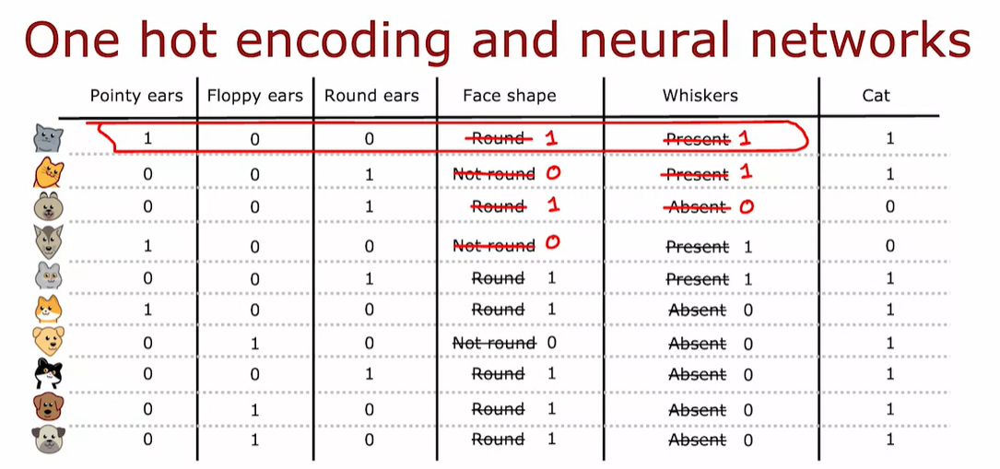 One hot encoding and neural networks
Pointy ears Floppy ears Round ears Face shape Whiskers Cat
1 0 0 Round 1 Present 1 1
0 0 1 Not round 0 Present 1 1
0 0 1 Round 1 Absent 0 0
1 0 0 Not round 0 Present 1 0
0 0 1 Round 1 Present 1 1
1 0 0 Round 1 Absent 0 1
0 1 0 Not round 0 Absent 0 1
0 0 1 Round 1 Absent 0 1
0 1 0 Round 1 Absent 0 1
0 1 0 Round 1 Absent 0 1